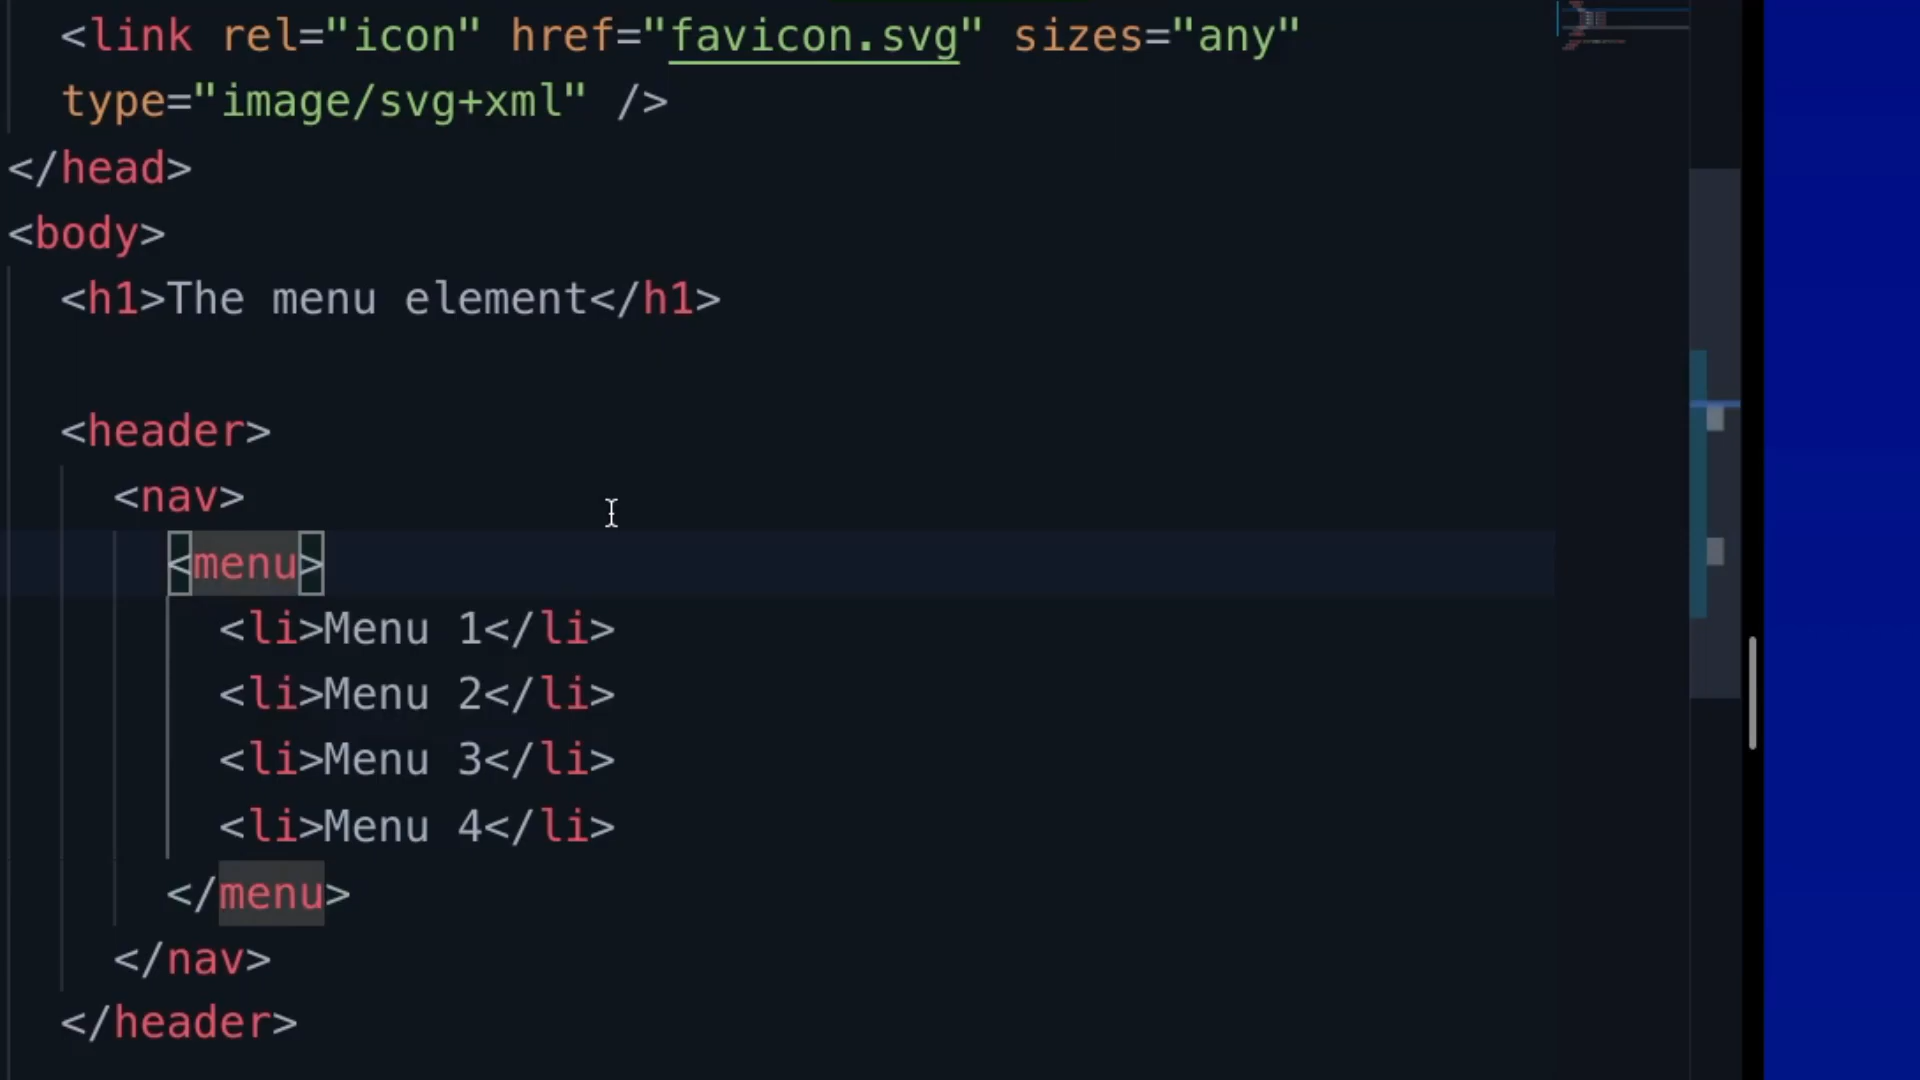 <link rel="icon" href="favicon.svg" sizes="any"
type="image/svg+xml" />
</head>
<body>
<h1>The menu element</h1>
<header>
<nav>
<menu>
<li>Menu 1</li>
<li>Menu 2</li>
<li>Menu 3</li>
<li>Menu 4</li>
</menu>
</nav>
</header>